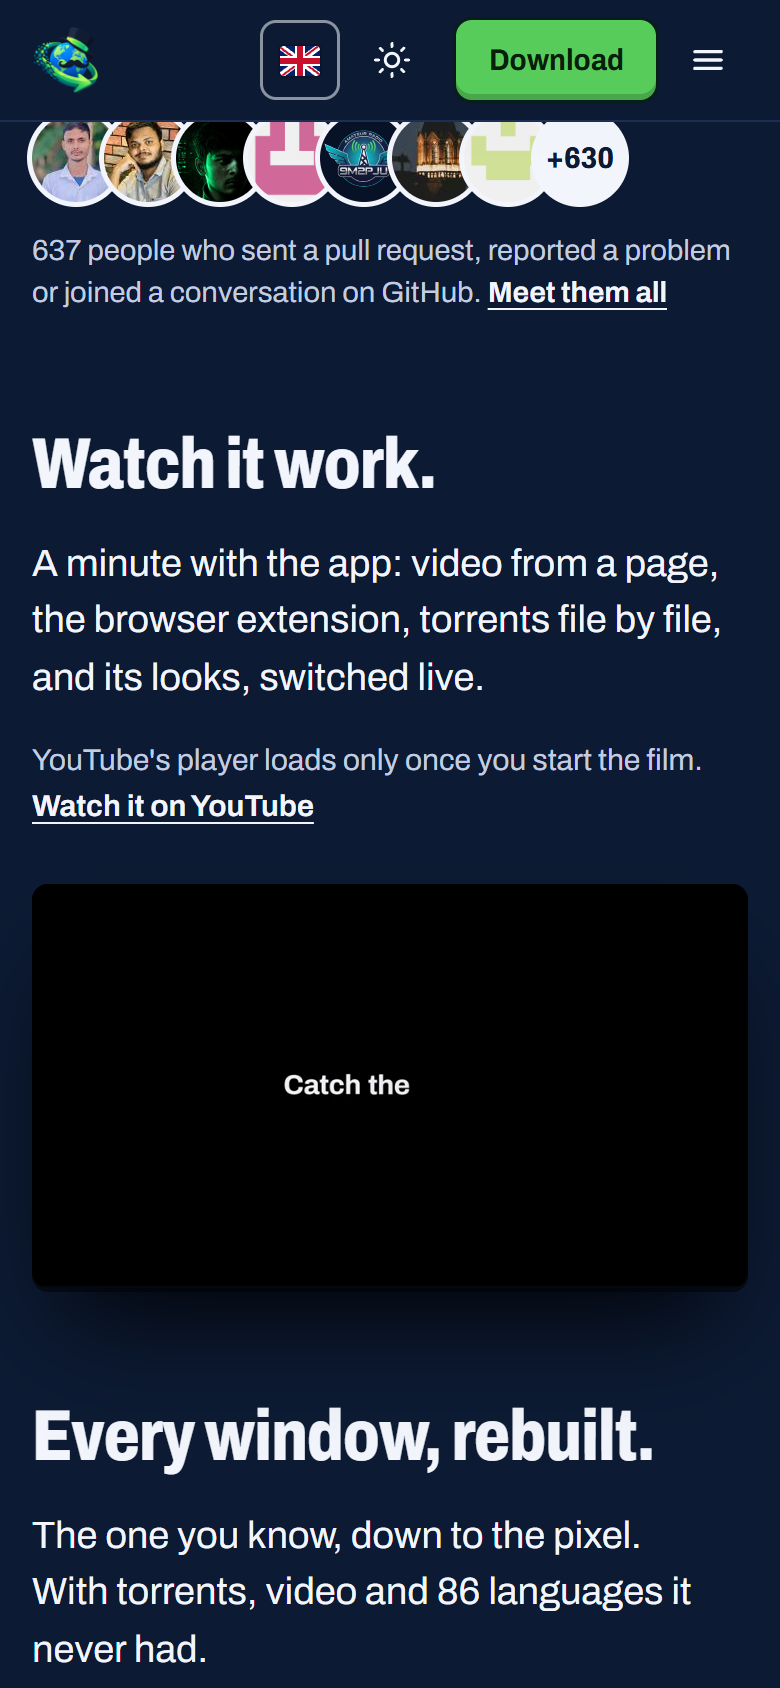 Download
9M2PJU
+630
637 people who sent a pull request, reported a problem
or joined a conversation on GitHub. Meet them all
Watch it work.
A minute with the app: video from a page,
the browser extension, torrents file by file,
and its looks, switched live.
YouTube's player loads only once you start the film.
Watch it on YouTube
Catch the
Every window, rebuilt.
The one you know, down to the pixel.
With torrents, video and 86 languages it
never had.